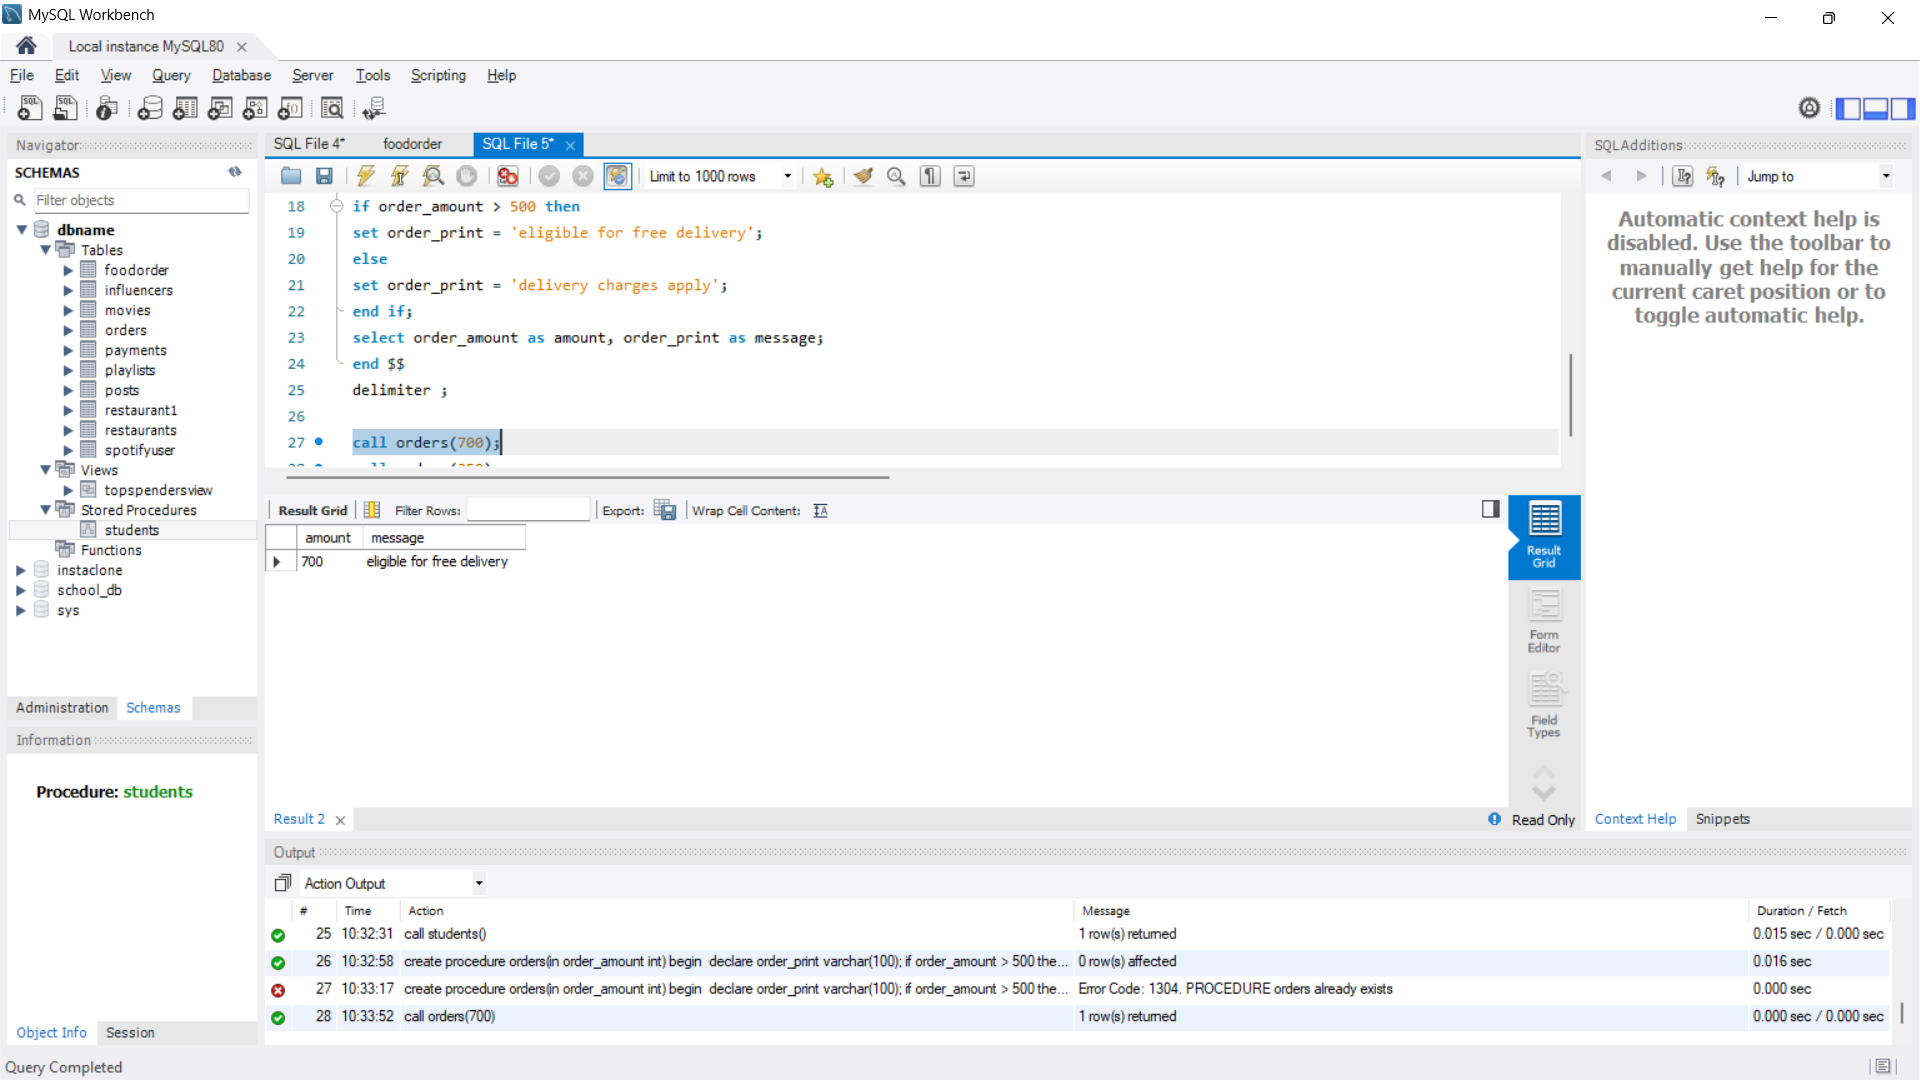 MySQL Workbench
Local instance MySQL80
File Edit View Query Database Server Tools Scripting Help
Navigator
SCHEMAS
Filter objects
dbname
Tables
foodorder
influencers
movies
orders
payments
playlists
posts
restaurant1
restaurants
spotifyuser
Views
topspendersview
Stored Procedures
students
Functions
instaclone
school_db
sys
Administration Schemas
Information
Procedure: students
Object Info Session
SQL File 4* foodorder SQL File 5*
Limit to 1000 rows
18 if order_amount > 500 then
19 set order_print = 'eligible for free delivery';
20 else
21 set order_print = 'delivery charges apply';
22 end if;
23 select order_amount as amount, order_print as message;
24 end $$
25 delimiter ;
26
27 call orders(700);
Result Grid Filter Rows: Export: Wrap Cell Content:
amount message
700 eligible for free delivery
Result Grid
Form Editor
Field Types
Result 2 Read Only
SQLAdditions
Jump to
Automatic context help is
disabled. Use the toolbar to
manually get help for the
current caret position or to
toggle automatic help.
Context Help Snippets
Output
Action Output
# Time Action Message Duration / Fetch
25 10:32:31 call students() 1 row(s) returned 0.015 sec / 0.000 sec
26 10:32:58 create procedure orders(in order_amount int) begin declare order_print varchar(100); if order_amount > 500 the... 0 row(s) affected 0.016 sec
27 10:33:17 create procedure orders(in order_amount int) begin declare order_print varchar(100); if order_amount > 500 the... Error Code: 1304. PROCEDURE orders already exists 0.000 sec
28 10:33:52 call orders(700) 1 row(s) returned 0.000 sec / 0.000 sec
Query Completed